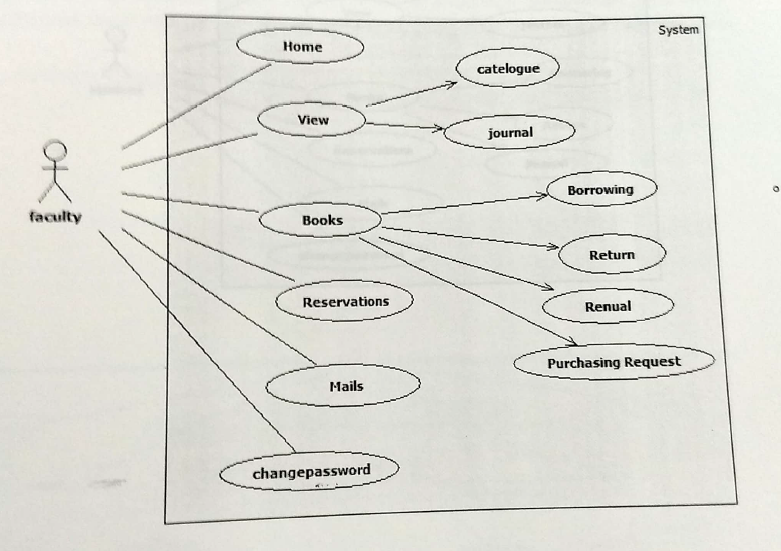 System
Home
catelogue
View
journal
faculty
Borrowing
Books
Return
Reservations
Renual
Purchasing Request
Mails
changepassword